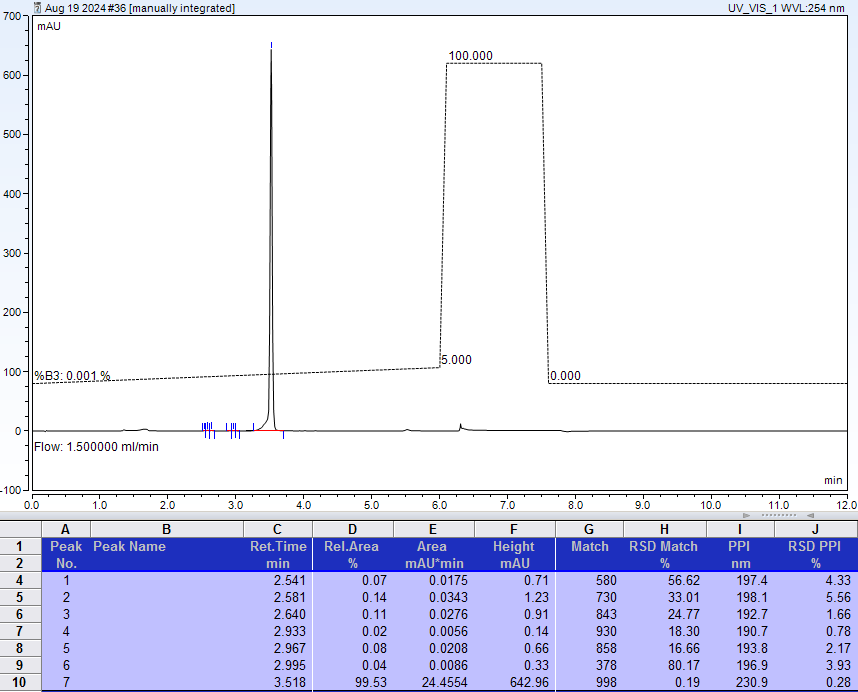 Aug 19 2024 #36 [manually integrated]
UV_VIS_1 WVL:254 nm
700
mAU
100.000
600
500
400
300
200
5.000
100
%B3: 0.001 %
0.000
0
Flow: 1.500000 ml/min
-100
min
0.0 1.0 2.0 3.0 4.0 5.0 6.0 7.0 8.0 9.0 10.0 11.0 12.0
A B C D E F G H I J
1 Peak Peak Name Ret.Time Rel.Area Area Height Match RSD Match PPI RSD PPI
2 No. min % mAU*min mAU % nm %
4 1 2.541 0.07 0.0175 0.71 580 56.62 197.4 4.33
5 2 2.581 0.14 0.0343 1.23 730 33.01 198.1 5.56
6 3 2.640 0.11 0.0276 0.91 843 24.77 192.7 1.66
7 4 2.933 0.02 0.0056 0.14 930 18.30 190.7 0.78
8 5 2.967 0.08 0.0208 0.66 858 16.66 193.8 2.17
9 6 2.995 0.04 0.0086 0.33 378 80.17 196.9 3.93
10 7 3.518 99.53 24.4554 642.96 998 0.19 230.9 0.28